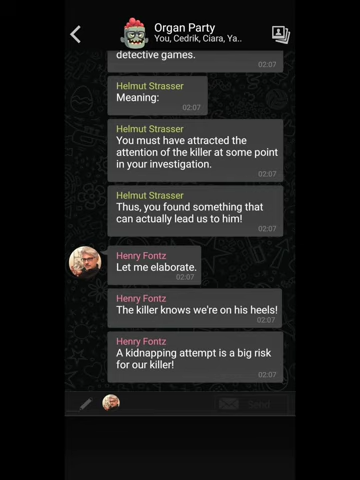 Organ Party
You, Cedrik, Ciara, Ya..
detective games.
02:07
Helmut Strasser
Meaning:
02:07
Helmut Strasser
You must have attracted the
attention of the killer at some point
in your investigation.
02:07
Helmut Strasser
Thus, you found something that
can actually lead us to him!
02:07
Henry Fontz
Let me elaborate.
02:07
Henry Fontz
The killer knows we're on his heels!
02:07
Henry Fontz
A kidnapping attempt is a big risk
for our killer!
02:07
Send